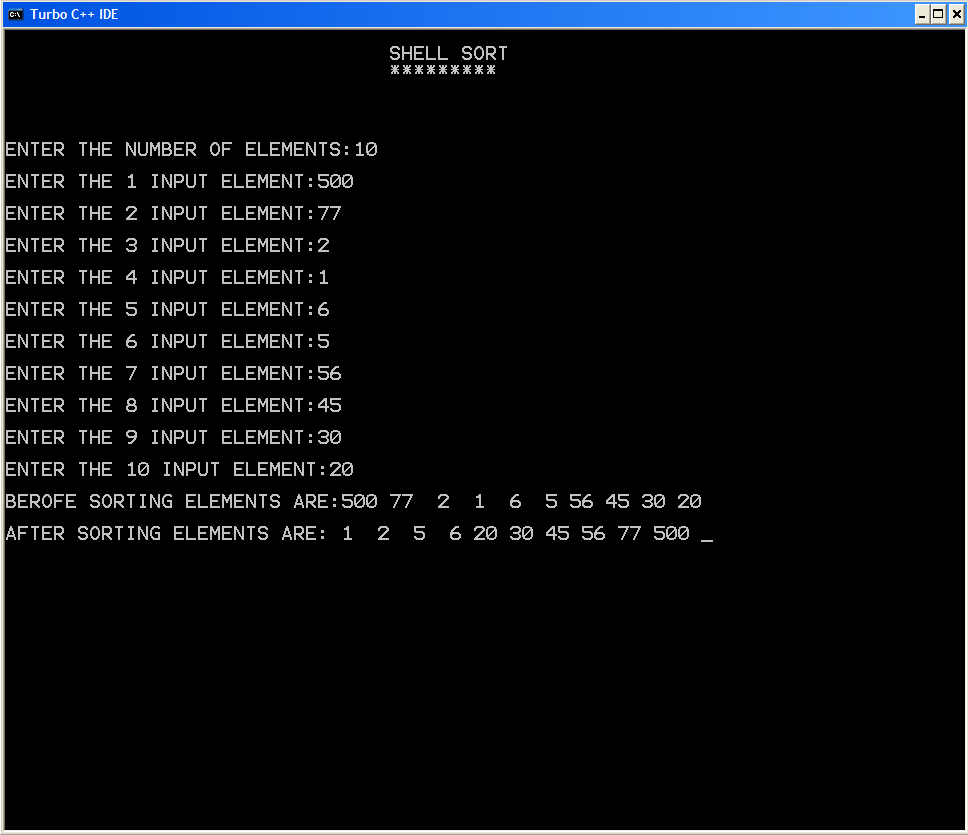 Turbo C++ IDE
SHELL SORT
*********
ENTER THE NUMBER OF ELEMENTS:10
ENTER THE 1 INPUT ELEMENT:500
ENTER THE 2 INPUT ELEMENT:77
ENTER THE 3 INPUT ELEMENT:2
ENTER THE 4 INPUT ELEMENT:1
ENTER THE 5 INPUT ELEMENT:6
ENTER THE 6 INPUT ELEMENT:5
ENTER THE 7 INPUT ELEMENT:56
ENTER THE 8 INPUT ELEMENT:45
ENTER THE 9 INPUT ELEMENT:30
ENTER THE 10 INPUT ELEMENT:20
BEROFE SORTING ELEMENTS ARE:500 77  2  1  6  5 56 45 30 20
AFTER SORTING ELEMENTS ARE: 1  2  5  6 20 30 45 56 77 500 _